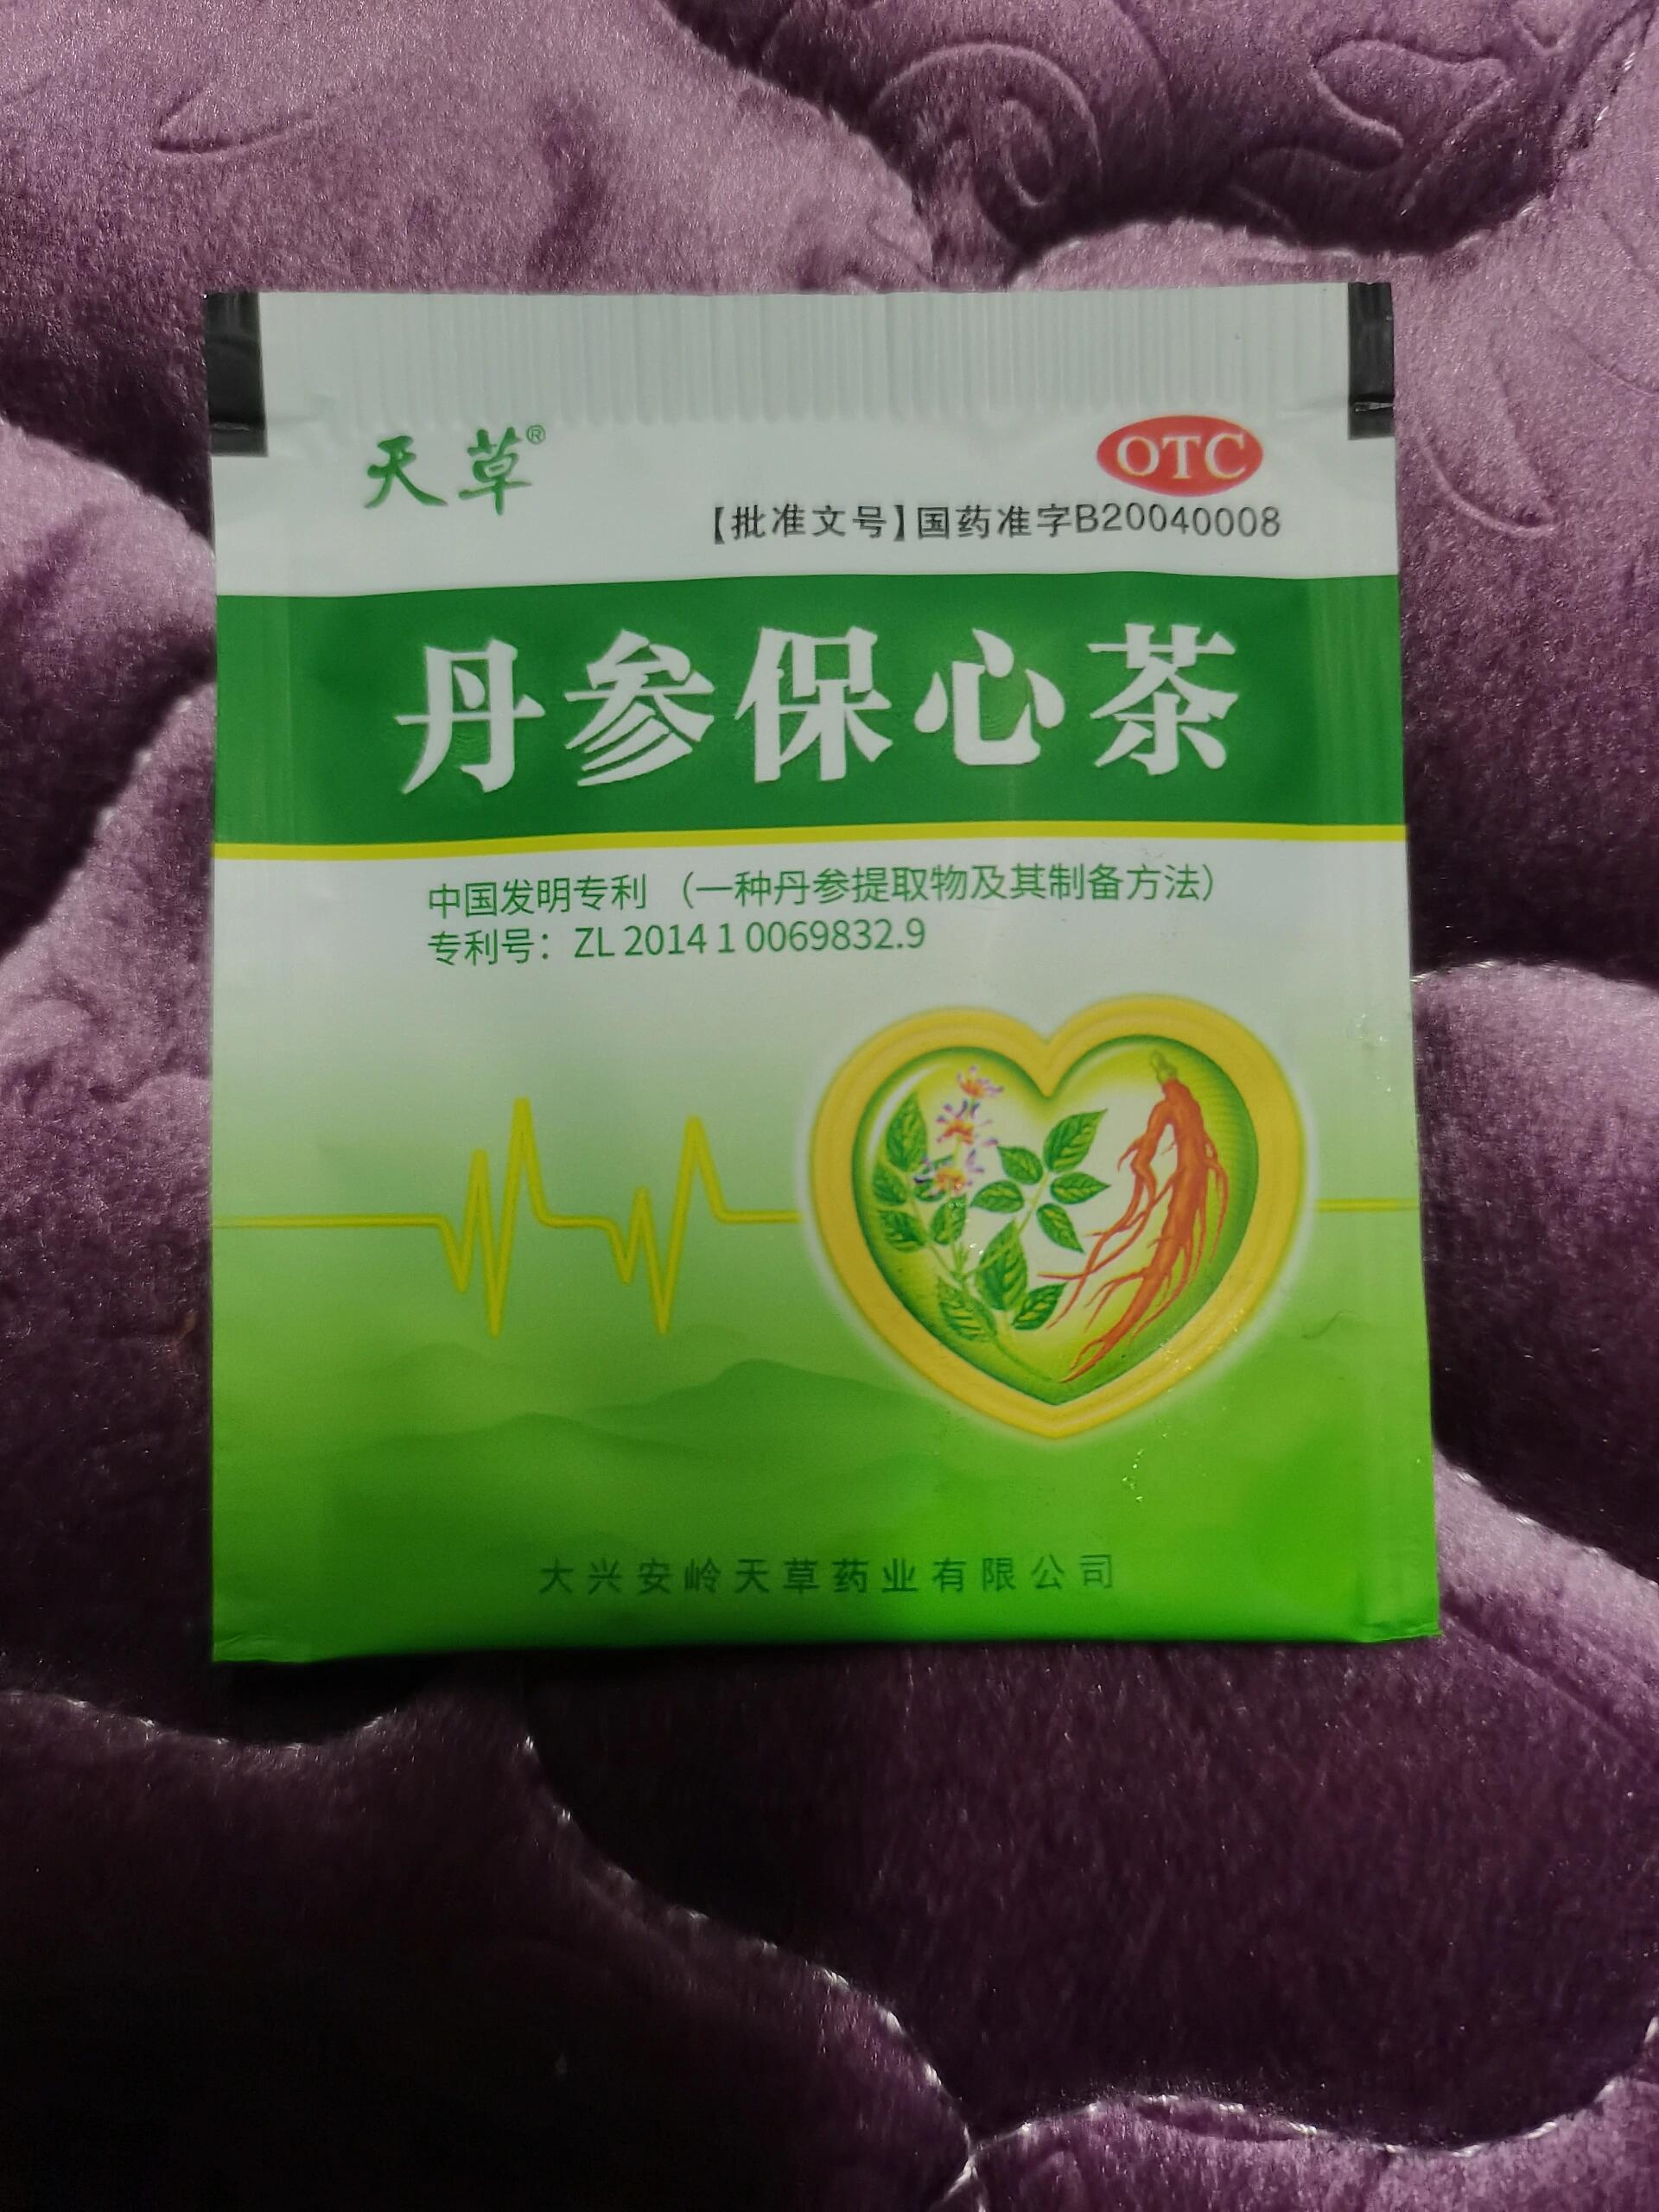 天草®
OTC
【批准文号】国药准字B20040008
丹参保心茶
中国发明专利 （一种丹参提取物及其制备方法）
专利号：ZL 2014 1 0069832.9
大兴安岭天草药业有限公司